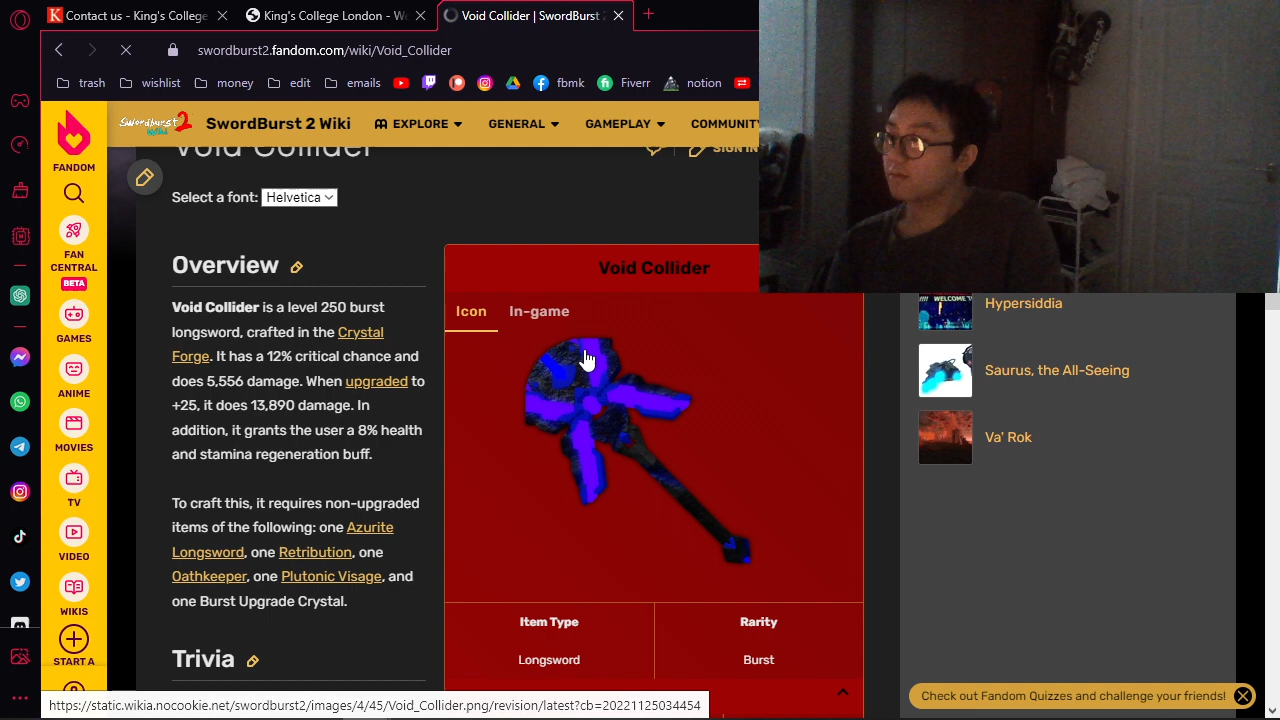 Contact us - King's College
King's College London - W
Void Collider | SwordBurst 2
swordburst2.fandom.com/wiki/Void_Collider
trash
wishlist
money
edit
emails
fbmk
Fiverr
notion
FANDOM
FAN
CENTRAL
BETA
GAMES
ANIME
MOVIES
TV
VIDEO
WIKIS
START A
Swordburst 2
SwordBurst 2 Wiki
EXPLORE
GENERAL
GAMEPLAY
COMMUNITY
Void Collider
SIGN IN
Select a font: Helvetica
Overview
Void Collider is a level 250 burst
longsword, crafted in the Crystal
Forge. It has a 12% critical chance and
does 5,556 damage. When upgraded to
+25, it does 13,890 damage. In
addition, it grants the user a 8% health
and stamina regeneration buff.
To craft this, it requires non-upgraded
items of the following: one Azurite
Longsword, one Retribution, one
Oathkeeper, one Plutonic Visage, and
one Burst Upgrade Crystal.
Trivia
Void Collider
Icon
In-game
Item Type
Rarity
Longsword
Burst
WELCOME T
Hypersiddia
Saurus, the All-Seeing
Va' Rok
Check out Fandom Quizzes and challenge your friends!
https://static.wikia.nocookie.net/swordburst2/images/4/45/Void_Collider.png/revision/latest?cb=20221125034454